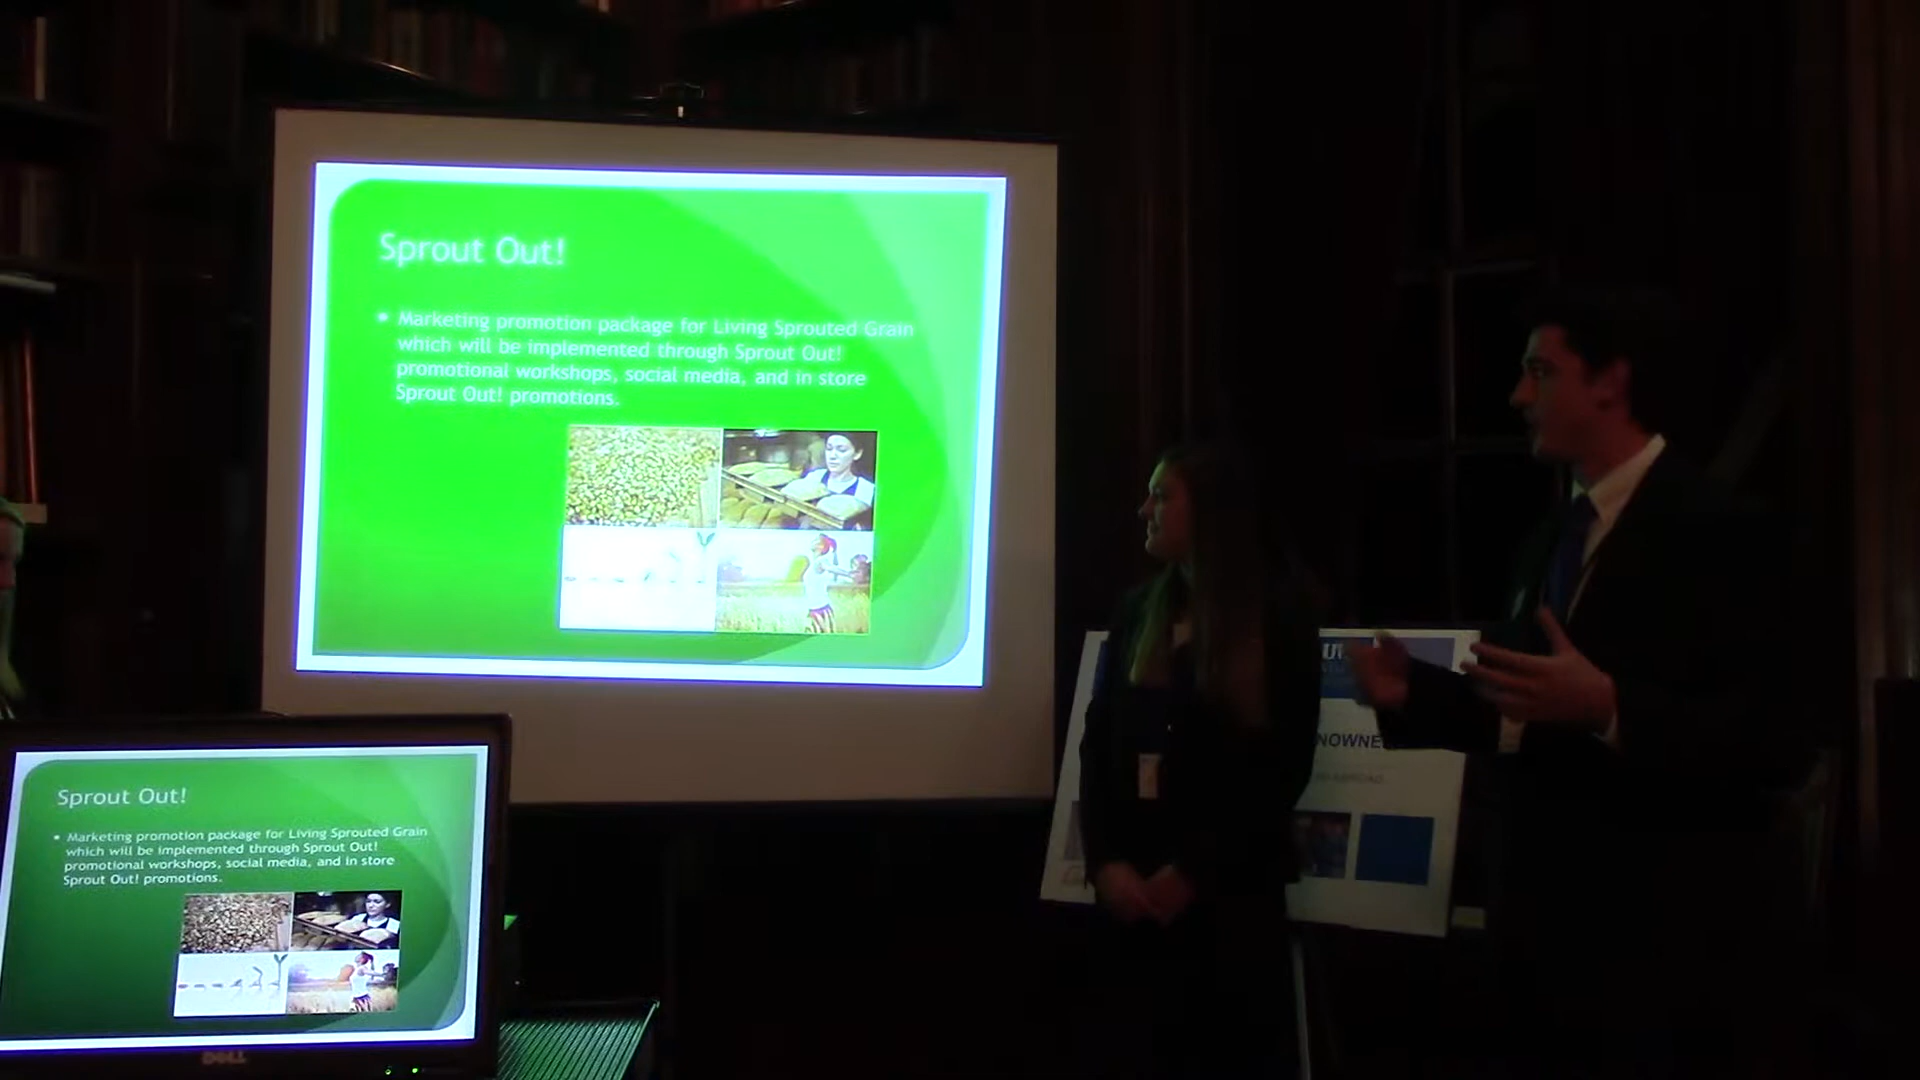 Sprout Out!
• Marketing promotion package for Living Sprouted Grain
which will be implemented through Sprout Out!
promotional workshops, social media, and in store
Sprout Out! promotions.
Sprout Out!
• Marketing promotion package for Living Sprouted Grain
which will be implemented through Sprout Out!
promotional workshops, social media, and in store
Sprout Out! promotions.
DELL